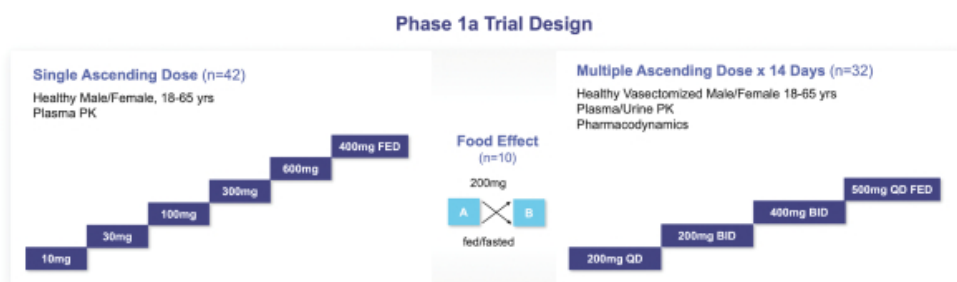 Phase 1a Trial Design
Single Ascending Dose (n=42)
Healthy Male/Female, 18-65 yrs
Plasma PK
400mg FED
600mg
300mg
100mg
30mg
10mg
Food Effect
(n=10)
200mg
A
B
fed/fasted
Multiple Ascending Dose x 14 Days (n=32)
Healthy Vasectomized Male/Female 18-65 yrs
Plasma/Urine PK
Pharmacodynamics
500mg QD FED
400mg BID
200mg BID
200mg QD